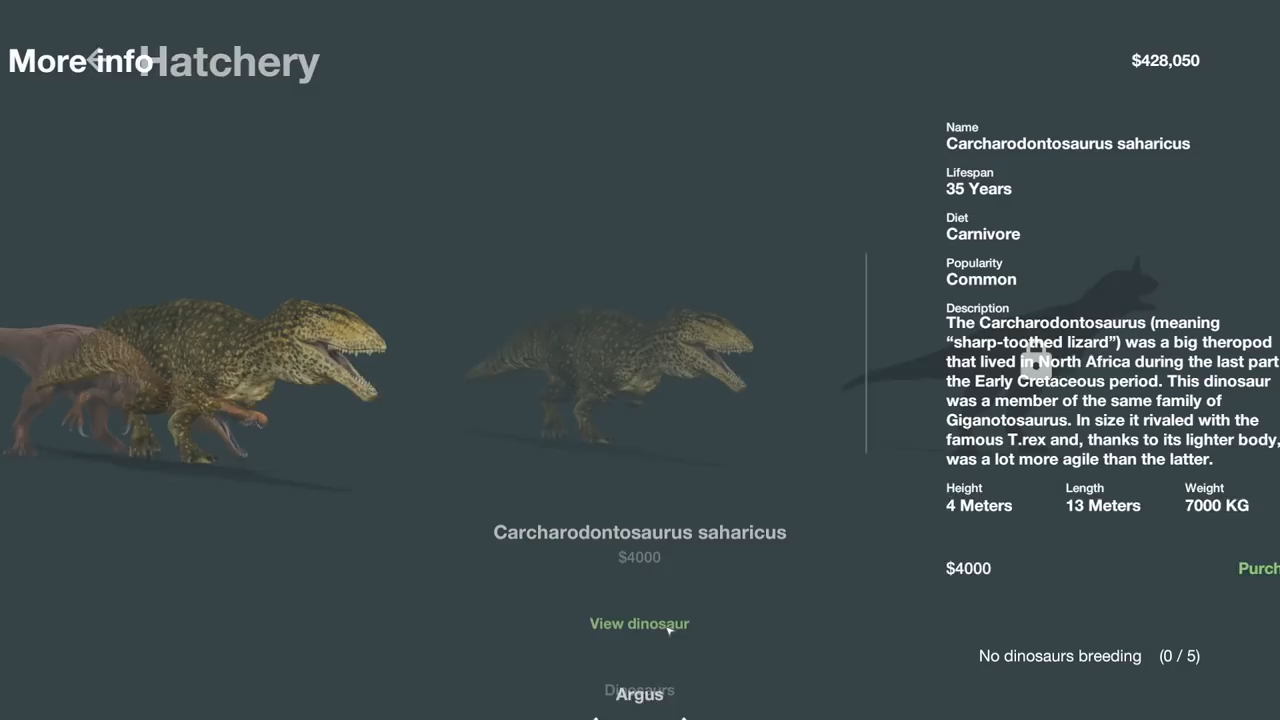 More info
Hatchery
$428,050
Name
Carcharodontosaurus saharicus
Lifespan
35 Years
Diet
Carnivore
Popularity
Common
Description
The Carcharodontosaurus (meaning
“sharp-toothed lizard”) was a big theropod
that lived in North Africa during the last part
the Early Cretaceous period. This dinosaur
was a member of the same family of
Giganotosaurus. In size it rivaled with the
famous T.rex and, thanks to its lighter body,
was a lot more agile than the latter.
Height Length Weight
4 Meters 13 Meters 7000 KG
Carcharodontosaurus saharicus
$4000
$4000 Purch
View dinosaur
No dinosaurs breeding (0 / 5)
Dinosaurs
Argus